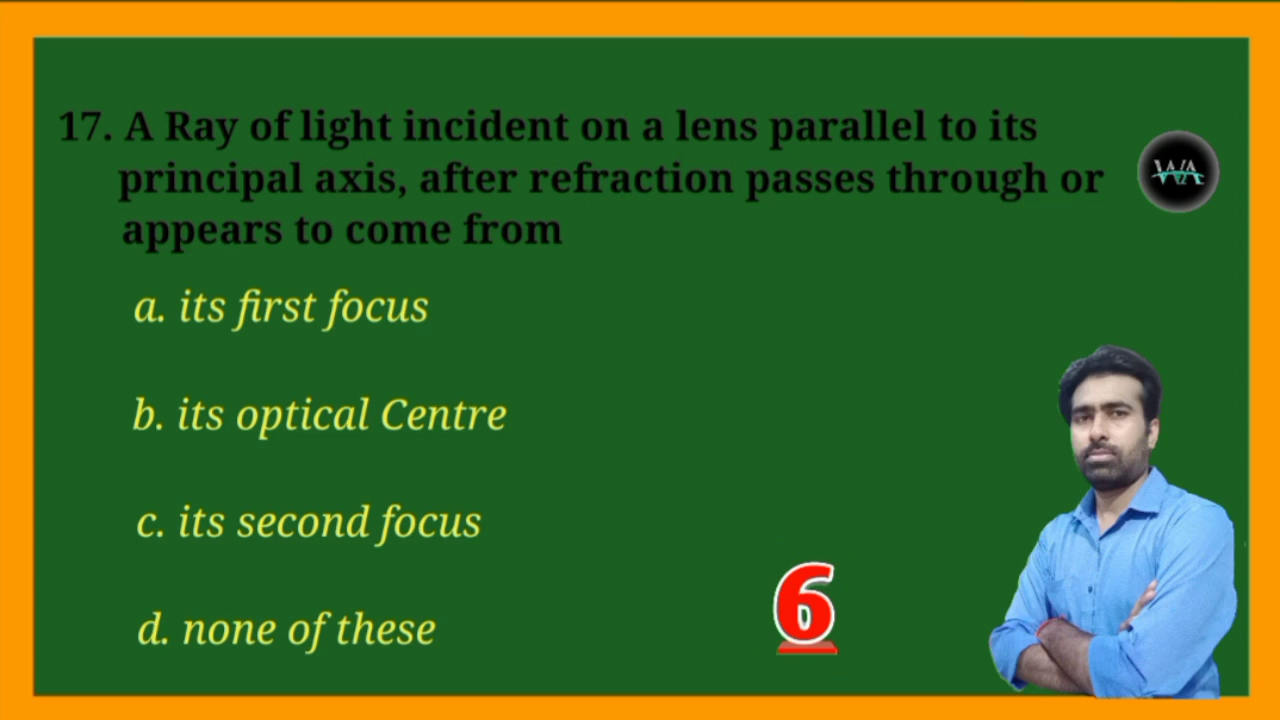 17. A Ray of light incident on a lens parallel to its
principal axis, after refraction passes through or
appears to come from
a. its first focus
b. its optical Centre
c. its second focus
d. none of these
6